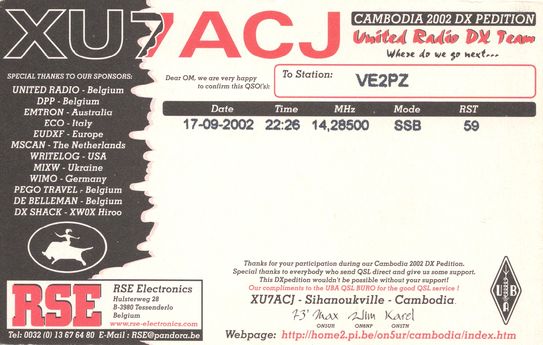 XU7ACJ
CAMBODIA 2002 DX PEDITION
United Radio DX Team
Where do we go next...
SPECIAL THANKS TO OUR SPONSORS:
UNITED RADIO - Belgium
DPP - Belgium
EMTRON - Australia
ECO - Italy
EUDXF - Europe
MSCAN - The Netherlands
WRITELOG - USA
MIXW - Ukraine
WIMO - Germany
PEGO TRAVEL - Belgium
DE BELLEMAN - Belgium
DX SHACK - XW0X Hiroo
Dear OM, we are very happy
to confirm this QSO(’s):
To Station: VE2PZ
Date Time MHz Mode RST
17-09-2002 22:26 14,28500 SSB 59
Thanks for your participation during our Cambodia 2002 DX Pedition.
Special thanks to everybody who send QSL direct and give us some support.
This DXpedition wouldn't be possible without your support!
Our compliments to the UBA QSL BURO for the good QSL service !
XU7ACJ - Sihanoukville - Cambodia
73' Max Wim Karel
ON5UR ON6NP ON7TN
Webpage: http://home2.pi.be/on5ur/cambodia/index.htm
UBA
RSE
RSE Electronics
Hulsterweg 28
B-3980 Tessenderlo
Belgium
www.rse-electronics.com
Tel: 0032 (0) 13 67 64 80 E-Mail : RSE@pandora.be